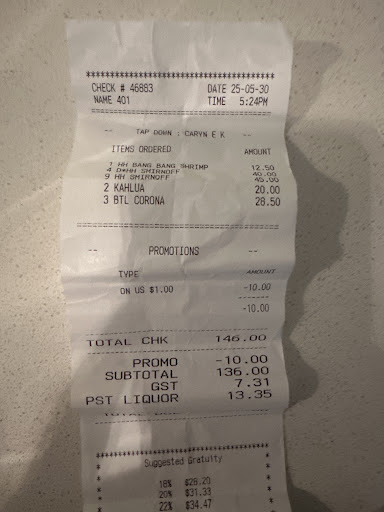 ************************************
CHECK # 46883 DATE 25-05-30
NAME 401 TIME 5:24PM
-- TAP DOWN : CARYN E K --
ITEMS ORDERED AMOUNT
1 HH BANG BANG SHRIMP 12.50
4 D*HH SMIRNOFF 40.00
9 HH SMIRNOFF 45.00
2 KAHLUA 20.00
3 BTL CORONA 28.50
-- PROMOTIONS --
TYPE AMOUNT
ON US $1.00 -10.00
-10.00
TOTAL CHK 146.00
PROMO -10.00
SUBTOTAL 136.00
GST 7.31
PST LIQUOR 13.35
************************************
Suggested Gratuity
18% $28.20
20% $31.33
22% $34.47